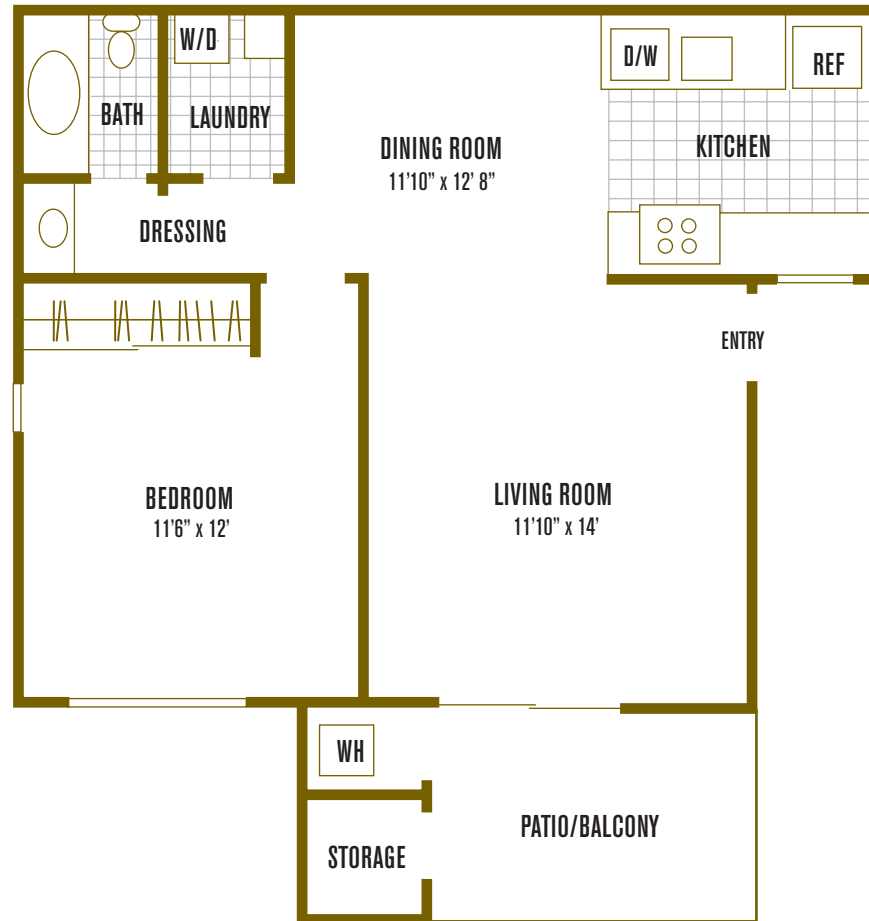 W/D
D/W
REF
BATH
LAUNDRY
DINING ROOM
11’10” x 12’ 8”
KITCHEN
DRESSING
ENTRY
BEDROOM
11’6” x 12’
LIVING ROOM
11’10” x 14’
WH
STORAGE
PATIO/BALCONY